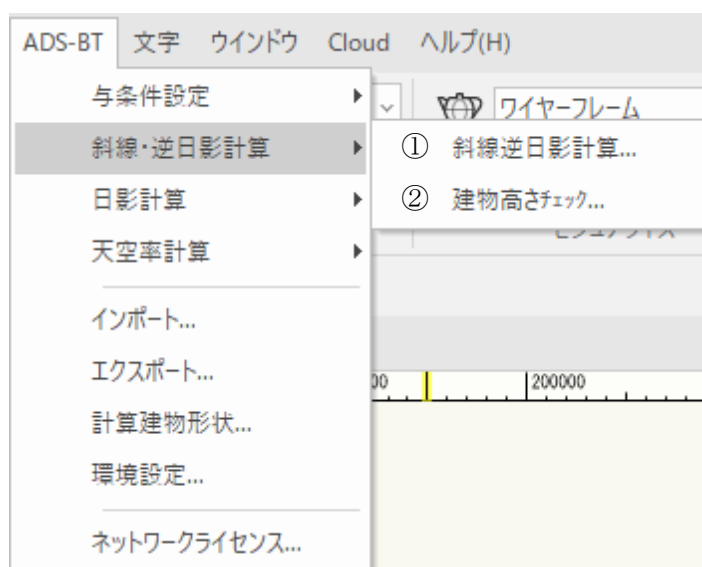 ADS-BT 文字 ウインドウ Cloud ヘルプ(H)
与条件設定
ワイヤーフレーム
斜線・逆日影計算
① 斜線逆日影計算...
日影計算
② 建物高さﾁｪｯｸ...
天空率計算
インポート...
エクスポート...
00
200000
計算建物形状...
環境設定...
ネットワークライセンス...